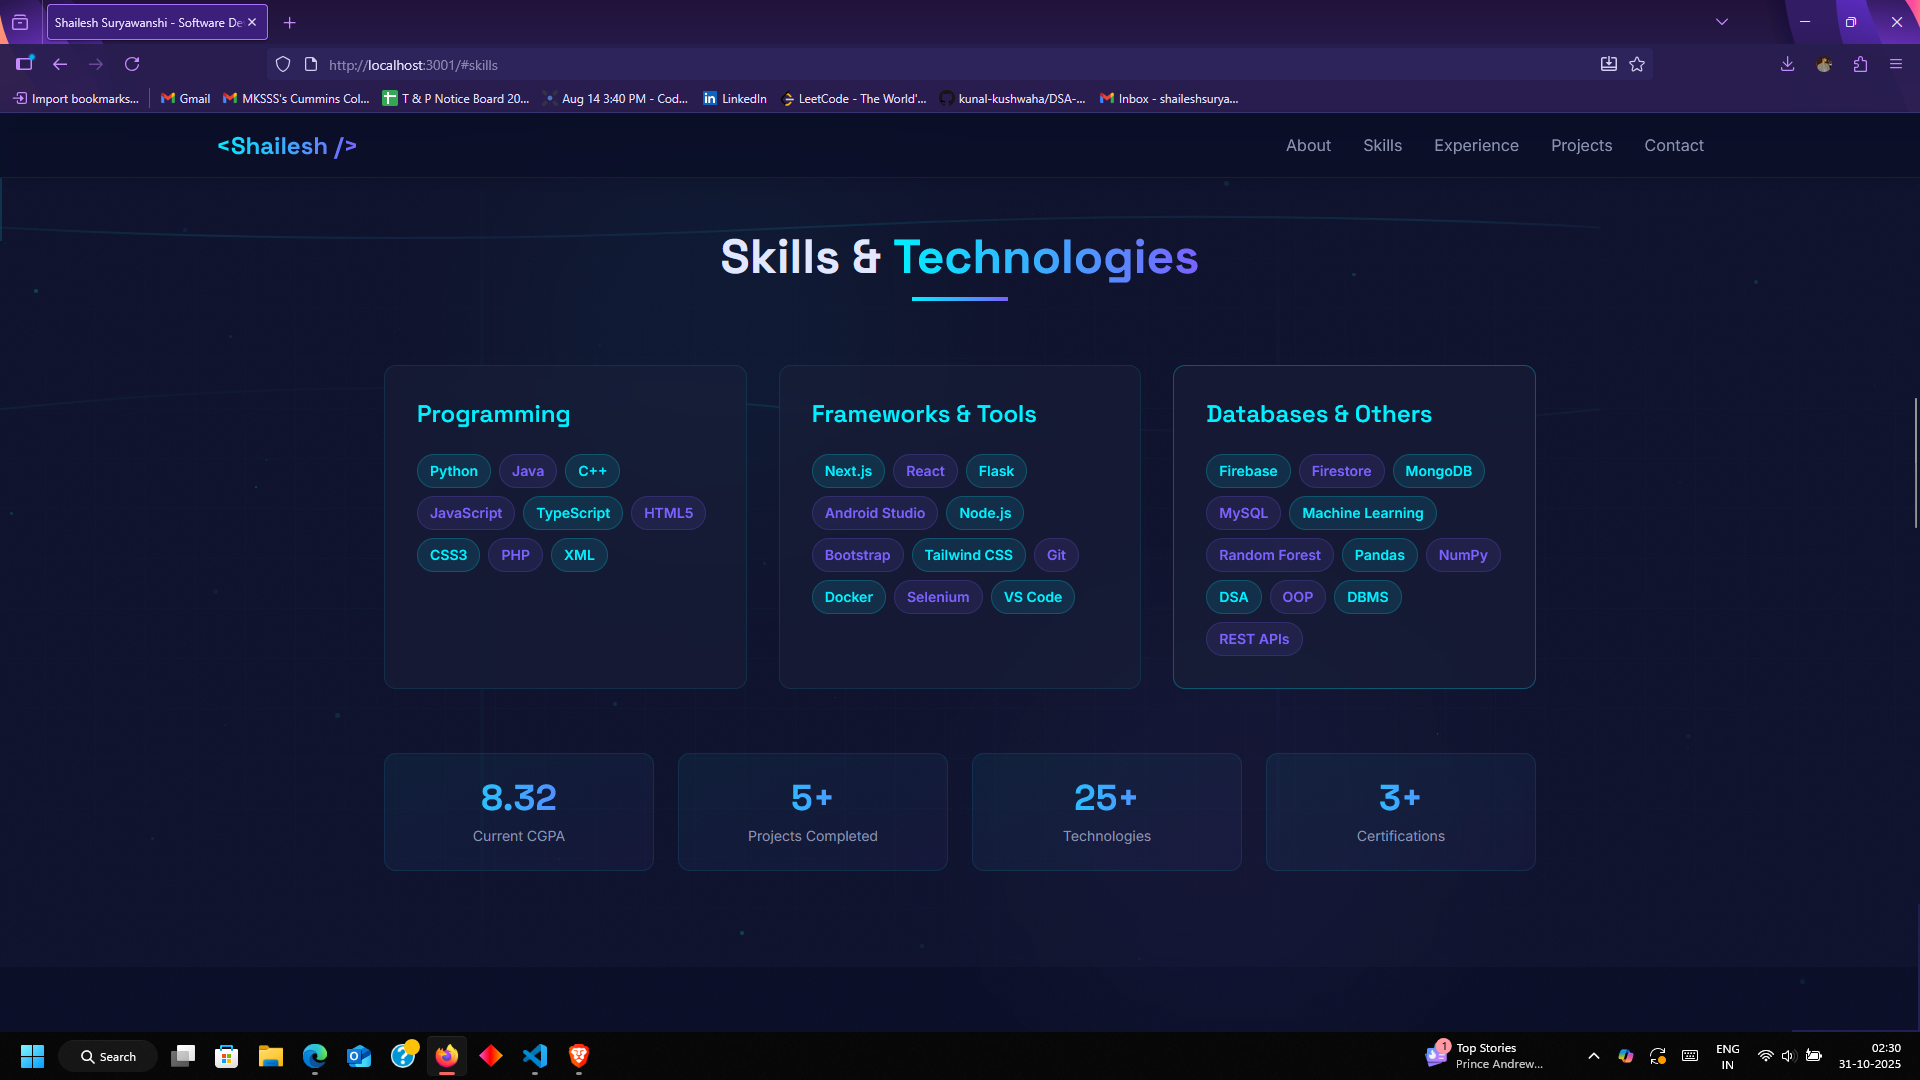 Shailesh Suryawanshi - Software De
http://localhost:3001/#skills
Import bookmarks... Gmail MKSSS's Cummins Col... T & P Notice Board 20... Aug 14 3:40 PM - Cod... LinkedIn LeetCode - The World'... kunal-kushwaha/DSA-... Inbox - shaileshsurya...
<Shailesh /> About Skills Experience Projects Contact
Skills & Technologies
Programming
Python Java C++
JavaScript TypeScript HTML5
CSS3 PHP XML
Frameworks & Tools
Next.js React Flask
Android Studio Node.js
Bootstrap Tailwind CSS Git
Docker Selenium VS Code
Databases & Others
Firebase Firestore MongoDB
MySQL Machine Learning
Random Forest Pandas NumPy
DSA OOP DBMS
REST APIs
8.32
Current CGPA
5+
Projects Completed
25+
Technologies
3+
Certifications
Search
1
Top Stories
Prince Andrew...
ENG
IN
02:30
31-10-2025